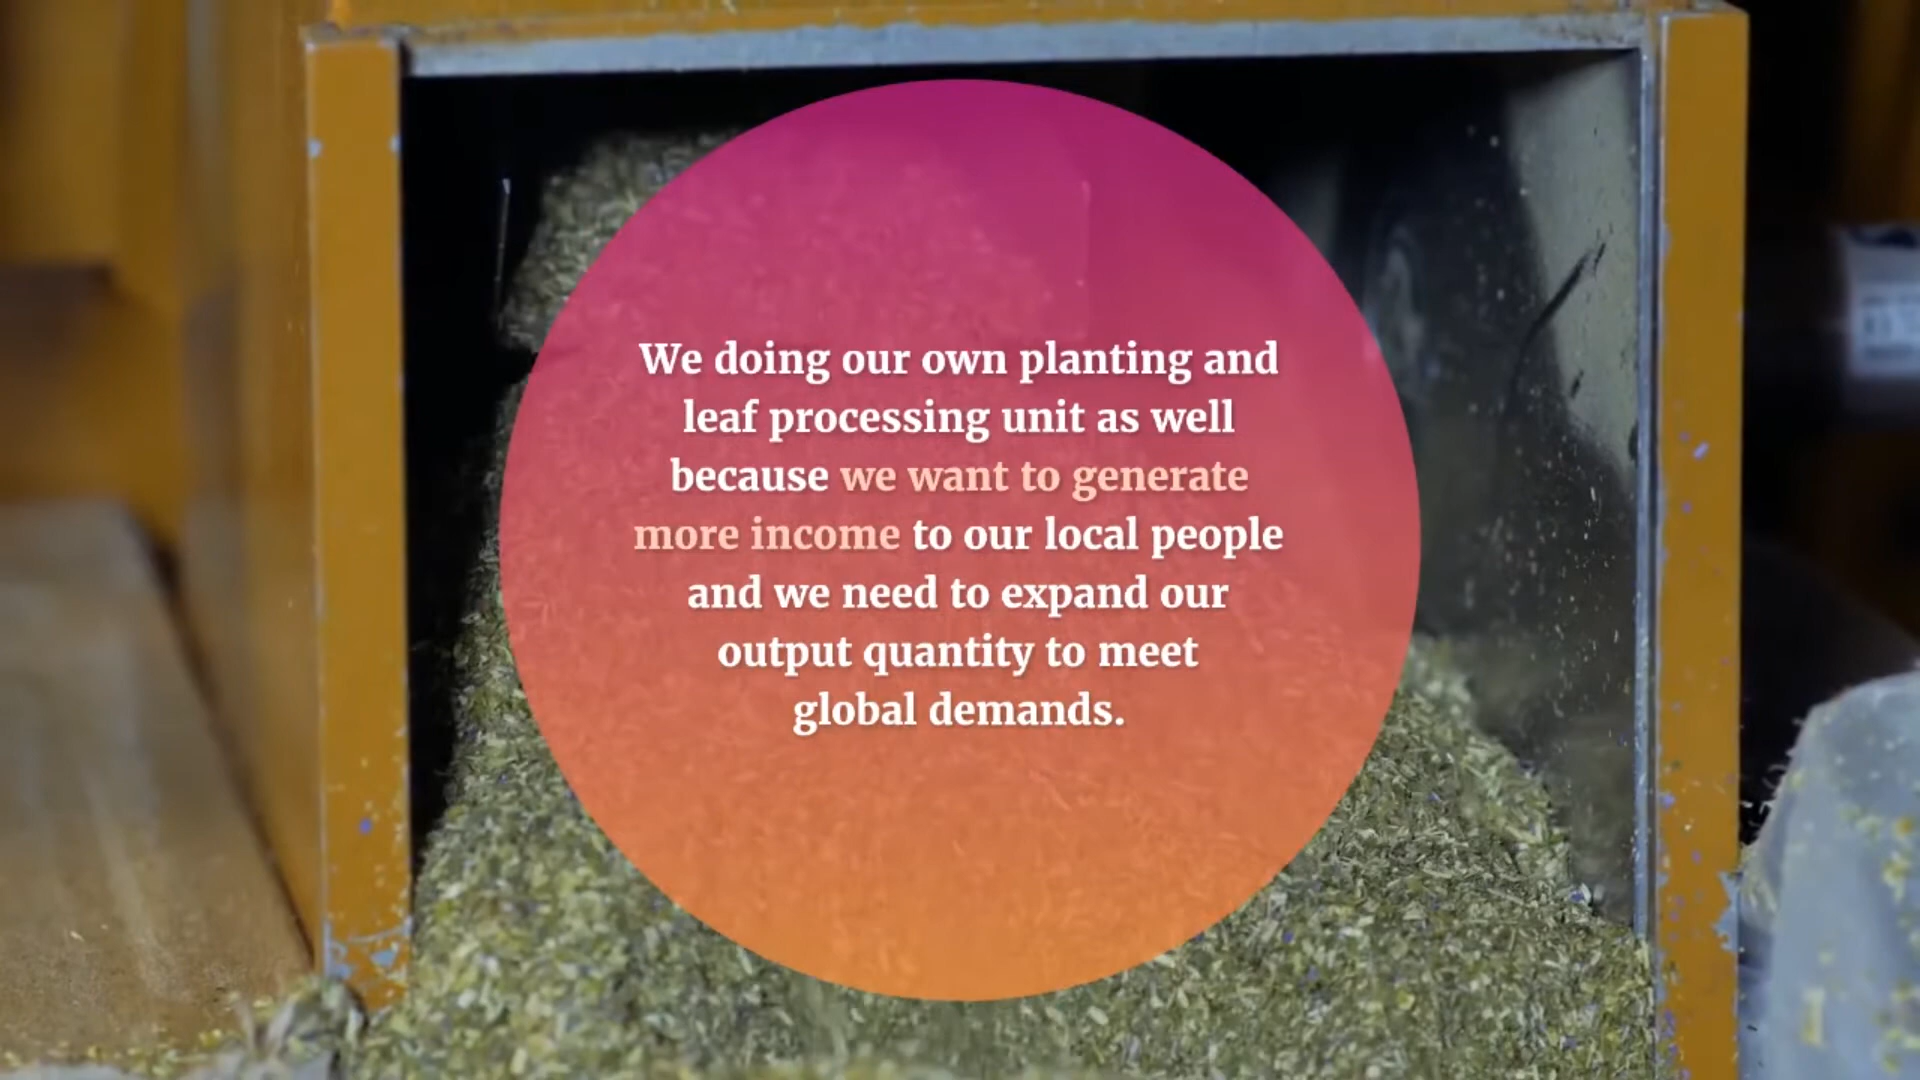 We doing our own planting and
leaf processing unit as well
because we want to generate
more income to our local people
and we need to expand our
output quantity to meet
global demands.